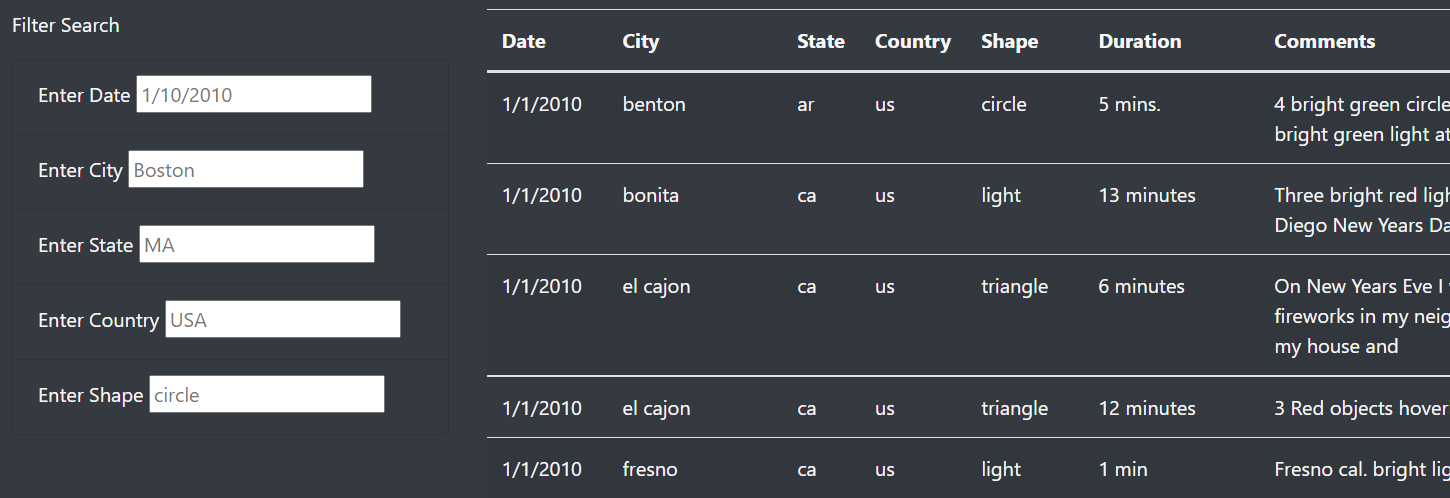 Filter Search
Enter Date 1/10/2010
Enter City Boston
Enter State MA
Enter Country USA
Enter Shape circle
Date City State Country Shape Duration Comments
1/1/2010 benton ar us circle 5 mins. 4 bright green circle
bright green light at
1/1/2010 bonita ca us light 13 minutes Three bright red
Diego New Years
1/1/2010 el cajon ca us triangle 6 minutes On New Years Eve I
fireworks in my
my house and
1/1/2010 el cajon ca us triangle 12 minutes 3 Red objects
1/1/2010 fresno ca us light 1 min Fresno cal. bright